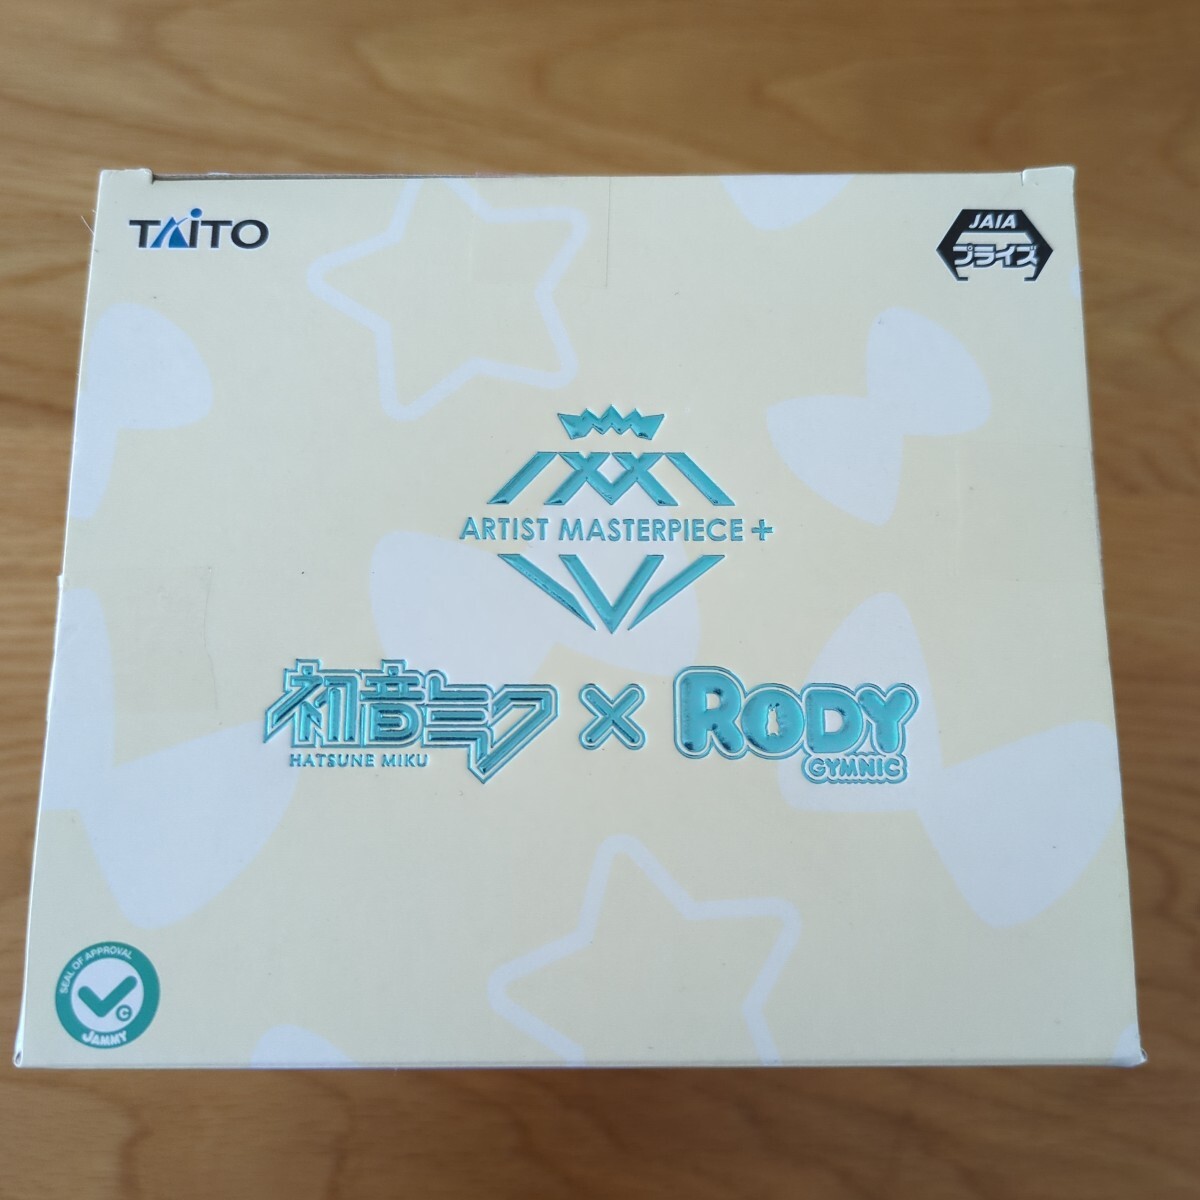 TAITO
JAIA
プライズ
ARTIST MASTERPIECE+
初音ミク × RODY
HATSUNE MIKU
GYMNIC
SEAL OF APPROVAL
C
JAMMY